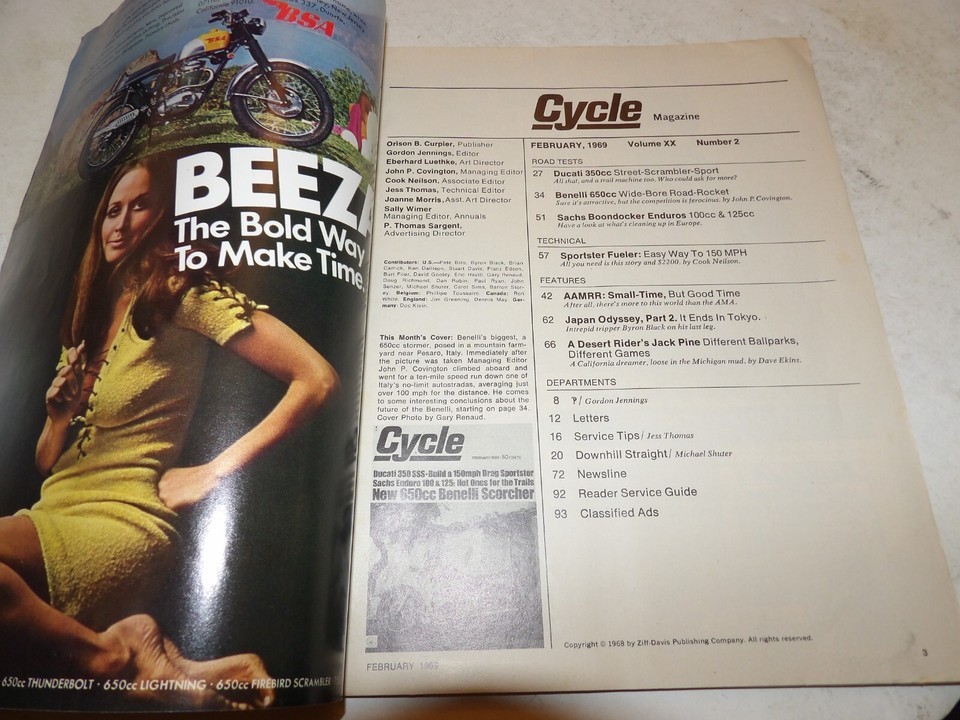 California 91010.
BSA
BSA
BEEZ
The Bold Way
To Make Time.
650cc THUNDERBOLT · 650cc LIGHTNING · 650cc FIREBIRD SCRAMBLER
Cycle Magazine
Orison B. Curpier, Publisher
Gordon Jennings, Editor
Eberhard Luethke, Art Director
John P. Covington, Managing Editor
Cook Neilson, Associate Editor
Jess Thomas, Technical Editor
Joanne Morris, Asst. Art Director
Sally Wimer
Managing Editor, Annuals
P. Thomas Sargent,
Advertising Director
Contributors: U.S.—Pete Biro, Byron Black, Brian
This Month's Cover: Benelli's biggest, a
650cc stormer, posed in a mountain farm-
yard near Pesaro, Italy. Immediately after
the picture was taken Managing Editor
John P. Covington climbed aboard and
went for a ten-mile speed run down one of
Italy's no-limit autostradas, averaging just
over 100 mph for the distance. He comes
to some interesting conclusions about the
future of the Benelli, starting on page 34.
Cover Photo by Gary Renaud.
Cycle
Ducati 350 SSS·Build a 150mph Drag Sportster
Sachs Enduro 100 & 125: Hot Ones for the Trails
New 650cc Benelli Scorcher
FEBRUARY 1969
FEBRUARY, 1969 Volume XX Number 2
ROAD TESTS
27 Ducati 350cc Street-Scrambler-Sport
All that, and a trail machine too. Who could ask for more?
34 Benelli 650cc Wide-Bore Road-Rocket
Sure it's attractive, but the competition is ferocious. by John P. Covington.
51 Sachs Boondocker Enduros 100cc & 125cc
Have a look at what's cleaning up in Europe.
TECHNICAL
57 Sportster Fueler: Easy Way To 150 MPH
All you need is this story and $2200. by Cook Neilson.
FEATURES
42 AAMRR: Small-Time, But Good Time
After all, there's more to this world than the AMA.
62 Japan Odyssey, Part 2. It Ends In Tokyo.
Intrepid tripper Byron Black on his last leg.
66 A Desert Rider's Jack Pine Different Ballparks,
Different Games
A California dreamer, loose in the Michigan mud. by Dave Ekins.
DEPARTMENTS
8 ?/ Gordon Jennings
12 Letters
16 Service Tips/ Jess Thomas
20 Downhill Straight/ Michael Shuter
72 Newsline
92 Reader Service Guide
93 Classified Ads
Copyright © 1968 by Ziff-Davis Publishing Company. All rights reserved.
3